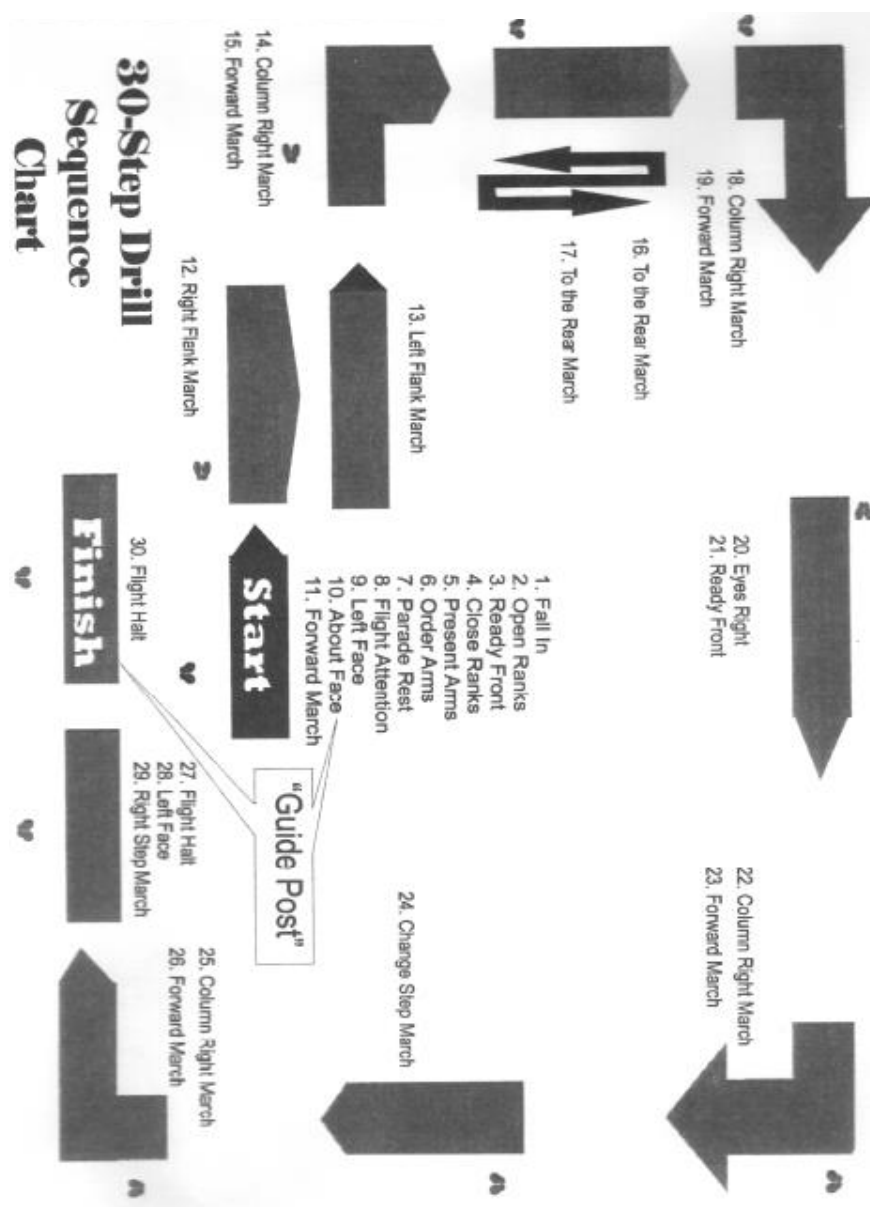 30-Step Drill
Sequence
Chart
Start
1. Fall In
2. Open Ranks
3. Ready Front
4. Close Ranks
5. Present Arms
6. Order Arms
7. Parade Rest
8. Flight Attention
9. Left Face
10. About Face
11. Forward March
"Guide Post"
12. Right Flank March
13. Left Flank March
14. Column Right March
15. Forward March
16. To the Rear March
17. To the Rear March
18. Column Right March
19. Forward March
20. Eyes Right
21. Ready Front
22. Column Right March
23. Forward March
24. Change Step March
25. Column Right March
26. Forward March
27. Flight Halt
28. Left Face
29. Right Step March
30. Flight Halt
Finish